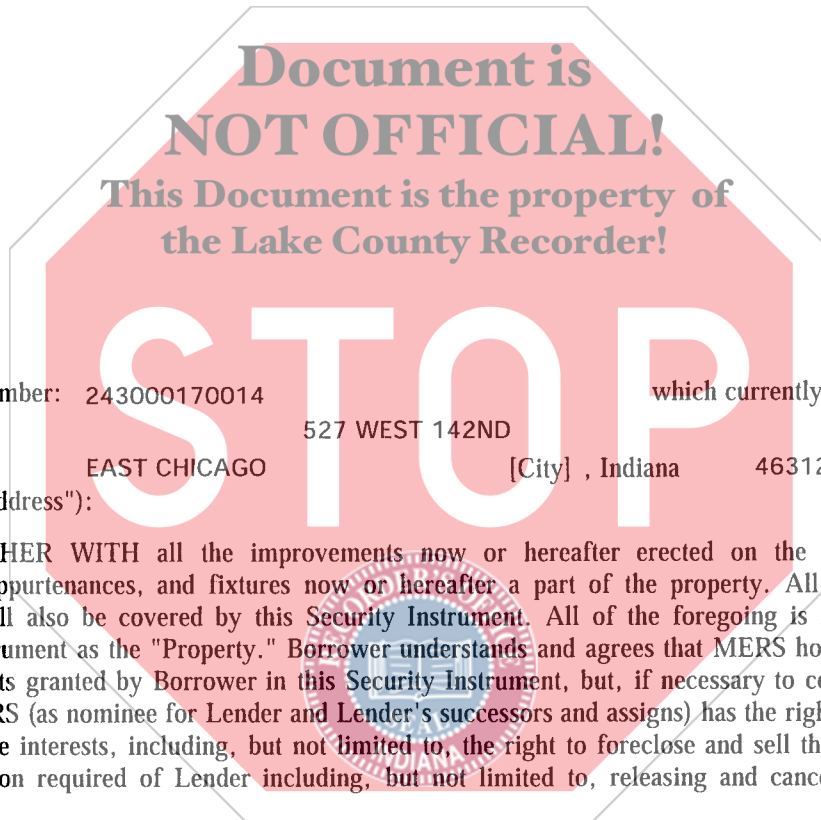 Document is
NOT OFFICIAL!
This Document is the property of
the Lake County Recorder!
STOP
mber: 243000170014 which currently
527 WEST 142ND
EAST CHICAGO [City] , Indiana 46312
ddress"):
HER WITH all the improvements now or hereafter erected on the
ppurtenances, and fixtures now or hereafter a part of the property. All
ll also be covered by this Security Instrument. All of the foregoing is
ument as the "Property." Borrower understands and agrees that MERS ho
ts granted by Borrower in this Security Instrument, but, if necessary to c
RS (as nominee for Lender and Lender's successors and assigns) has the righ
e interests, including, but not limited to, the right to foreclose and sell th
on required of Lender including, but not limited to, releasing and canc
RECORDER'S OFFICE
SEAL
INDIANA